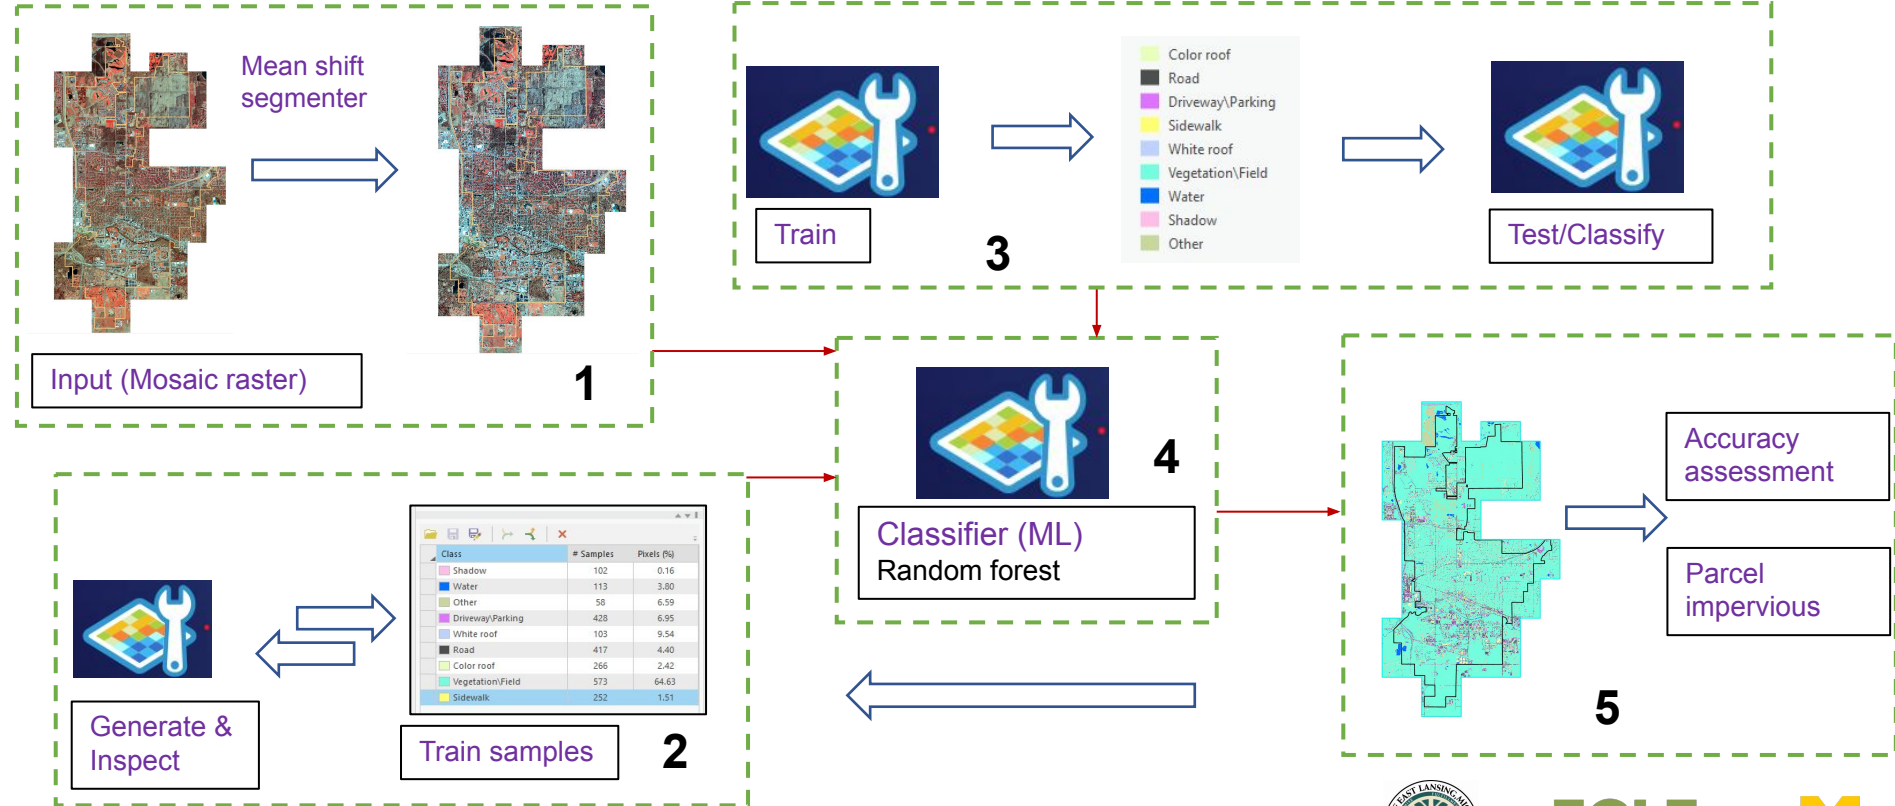 Mean shift
segmenter
Input (Mosaic raster)
1
Color roof
Road
Driveway\Parking
Sidewalk
White roof
Vegetation\Field
Water
Shadow
Other
Train
3
Test/Classify
Class # Samples Pixels (%)
Shadow 102 0.16
Water 113 3.80
Other 58 6.59
Driveway\Parking 428 6.95
White roof 103 9.54
Road 417 4.40
Color roof 266 2.42
Vegetation\Field 573 64.63
Sidewalk 252 1.51
Generate &
Inspect
Train samples
2
4
Classifier (ML)
Random forest
Accuracy
assessment
Parcel
impervious
5
EAST LANSING, MI
M